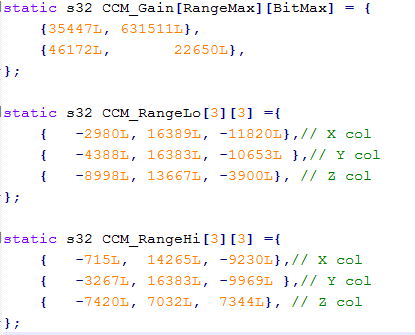 static s32 CCM_Gain[RangeMax][BitMax] = {
{35447L, 631511L},
{46172L, 22650L},
};
static s32 CCM_RangeLo[3][3] ={
{ -2980L, 16389L, -11820L},// X col
{ -4388L, 16383L, -10653L },// Y col
{ -8998L, 13667L, -3900L}, // Z col
};
static s32 CCM_RangeHi[3][3] ={
{ -715L, 14265L, -9230L},// X col
{ -3267L, 16383L, -9969L },// Y col
{ -7420L, 7032L, 7344L}, // Z col
};